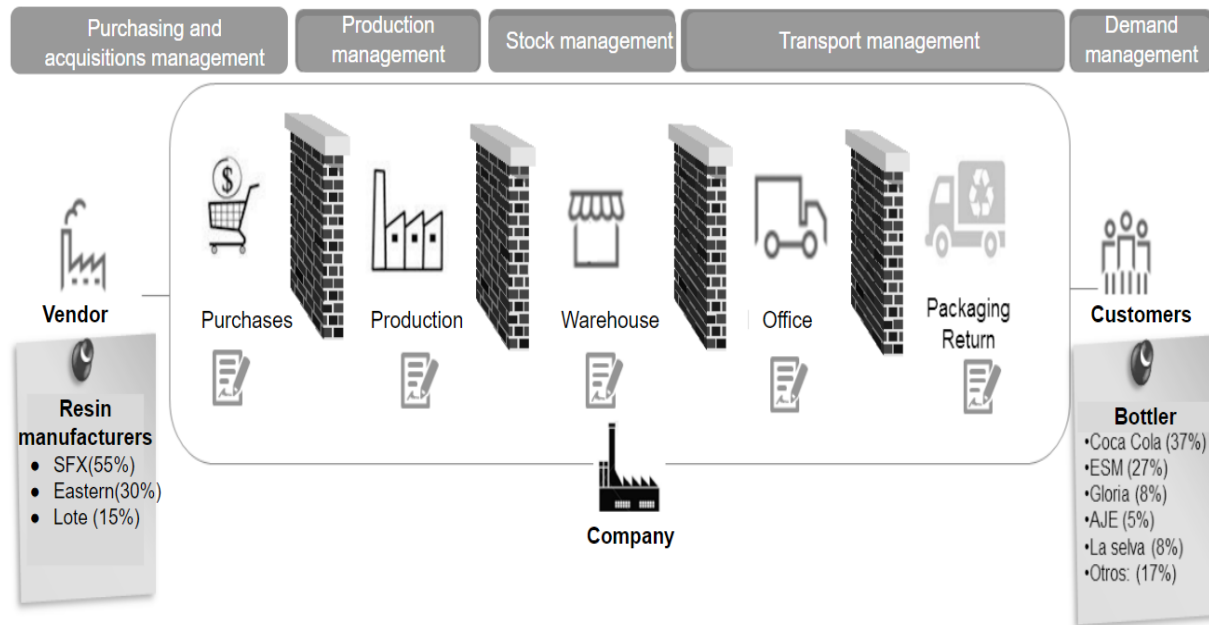 Purchasing and
acquisitions management
Production
management
Stock management
Transport management
Demand
management
$
Vendor
Purchases
Production
Warehouse
Office
Packaging
Return
Customers
Resin
manufacturers
● SFX(55%)
● Eastern(30%)
● Lote (15%)
Company
Bottler
•Coca Cola (37%)
•ESM (27%)
•Gloria (8%)
•AJE (5%)
•La selva (8%)
•Otros: (17%)